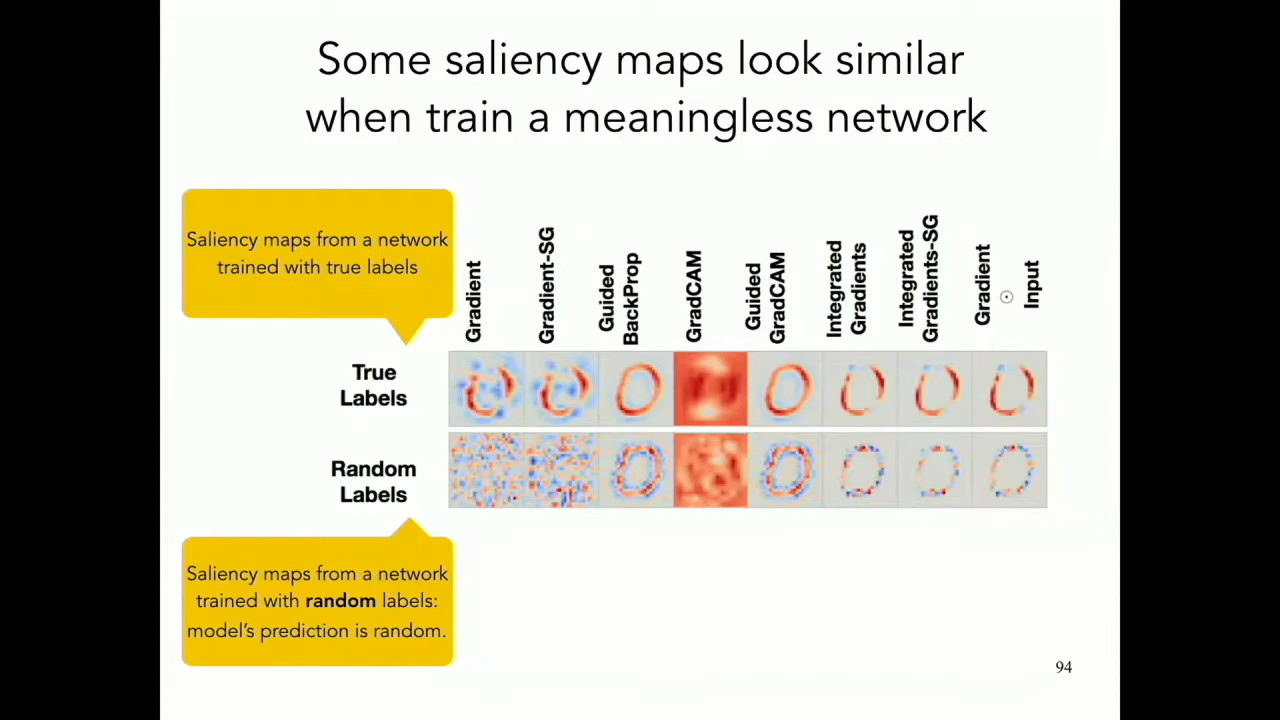 Some saliency maps look similar
when train a meaningless network
Saliency maps from a network
trained with true labels
Gradient
Gradient-SG
Guided
BackProp
GradCAM
Guided
GradCAM
Integrated
Gradients
Integrated
Gradients-SG
Gradient
⊙
Input
True
Labels
Random
Labels
Saliency maps from a network
trained with random labels:
model's prediction is random.
94